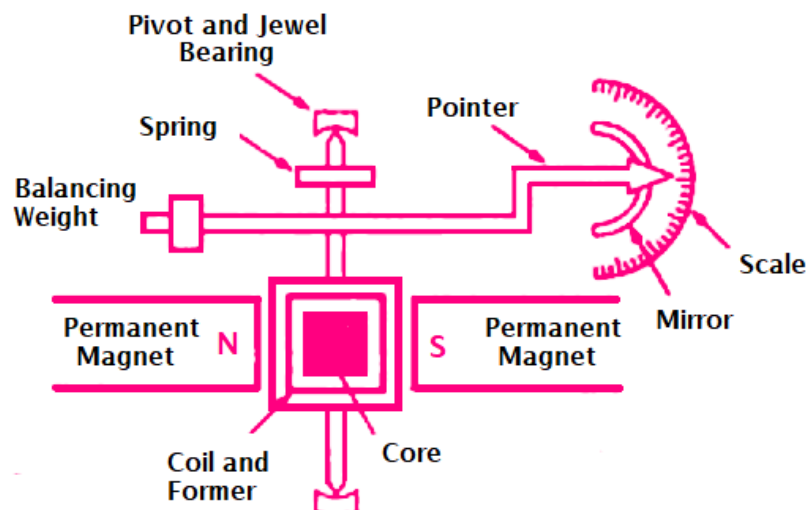 Pivot and Jewel
Bearing
Spring
Pointer
Balancing
Weight
Scale
Mirror
Permanent
Magnet
N
S
Permanent
Magnet
Coil and
Former
Core